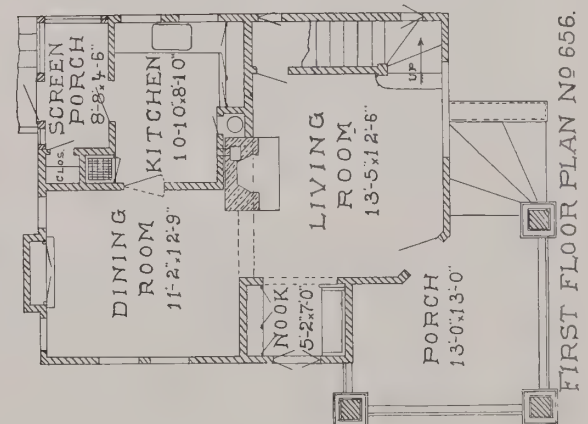 SCREEN
PORCH
8'-8"x4'-6"
CLOS.
KITCHEN
10-10"x8'-10"
UP
DINING
ROOM
11'-2"x12'-9"
LIVING
ROOM
13'-5"x12'-6"
NOOK
5'-2"x7'-0"
PORCH
13'-0"x13'-0"
FIRST FLOOR PLAN No 656.